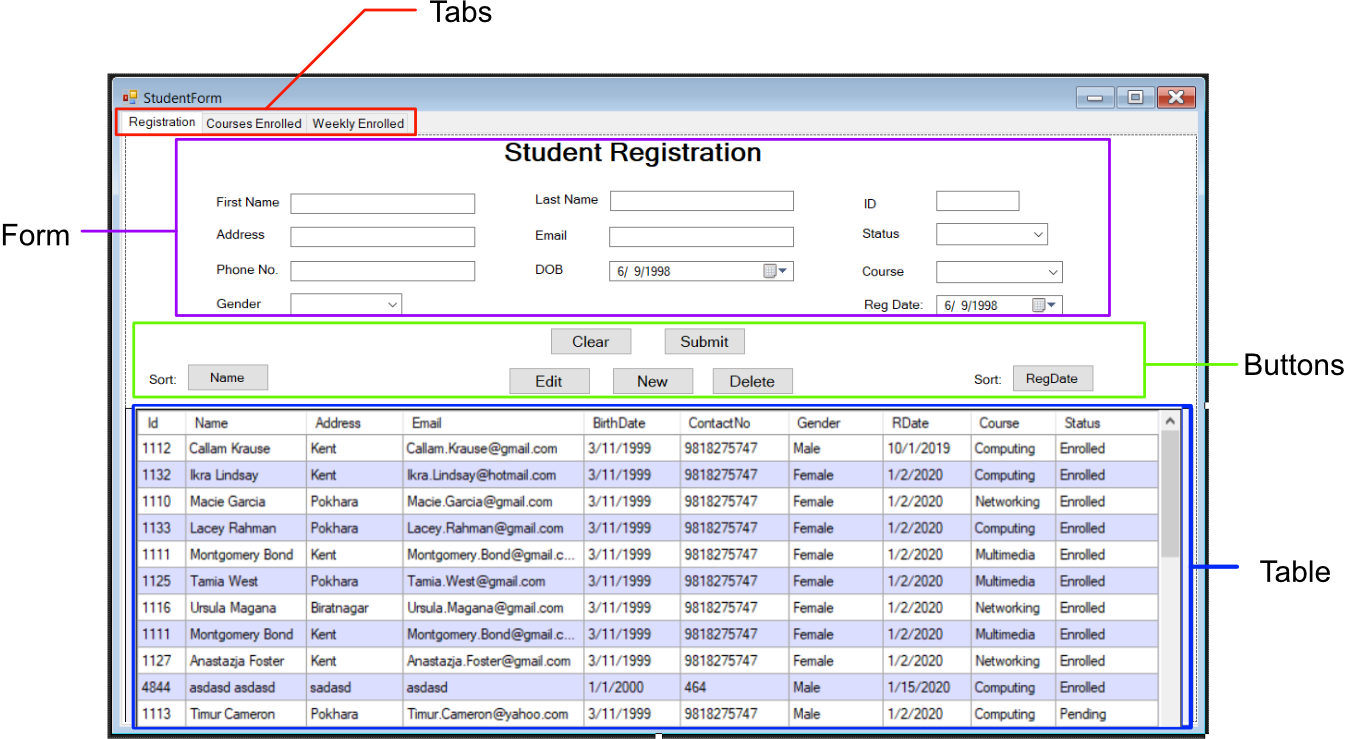 Tabs
StudentForm
Registration Courses Enrolled Weekly Enrolled
Student Registration
First Name Last Name ID
Form
Address Email Status
Phone No. DOB 6/ 9/1998 Course
Gender Reg Date: 6/ 9/1998
Clear Submit
Buttons
Sort: Name Edit New Delete Sort: RegDate
Id Name Address Email BirthDate ContactNo Gender RDate Course Status
1112 Callam Krause Kent Callam.Krause@gmail.com 3/11/1999 9818275747 Male 10/1/2019 Computing Enrolled
1132 Ikra Lindsay Kent Ikra.Lindsay@hotmail.com 3/11/1999 9818275747 Female 1/2/2020 Computing Enrolled
1110 Macie Garcia Pokhara Macie.Garcia@gmail.com 3/11/1999 9818275747 Female 1/2/2020 Networking Enrolled
1133 Lacey Rahman Pokhara Lacey.Rahman@gmail.com 3/11/1999 9818275747 Female 1/2/2020 Computing Enrolled
1111 Montgomery Bond Kent Montgomery.Bond@gmail.c... 3/11/1999 9818275747 Female 1/2/2020 Multimedia Enrolled
1125 Tamia West Pokhara Tamia.West@gmail.com 3/11/1999 9818275747 Female 1/2/2020 Multimedia Enrolled
Table
1116 Ursula Magana Biratnagar Ursula.Magana@gmail.com 3/11/1999 9818275747 Female 1/2/2020 Networking Enrolled
1111 Montgomery Bond Kent Montgomery.Bond@gmail.c... 3/11/1999 9818275747 Female 1/2/2020 Multimedia Enrolled
1127 Anastazja Foster Kent Anastazja.Foster@gmail.com 3/11/1999 9818275747 Female 1/2/2020 Networking Enrolled
4844 asdasd asdasd sadasd asdasd 1/1/2000 464 Male 1/15/2020 Computing Enrolled
1113 Timur Cameron Pokhara Timur.Cameron@yahoo.com 3/11/1999 9818275747 Male 1/2/2020 Computing Pending